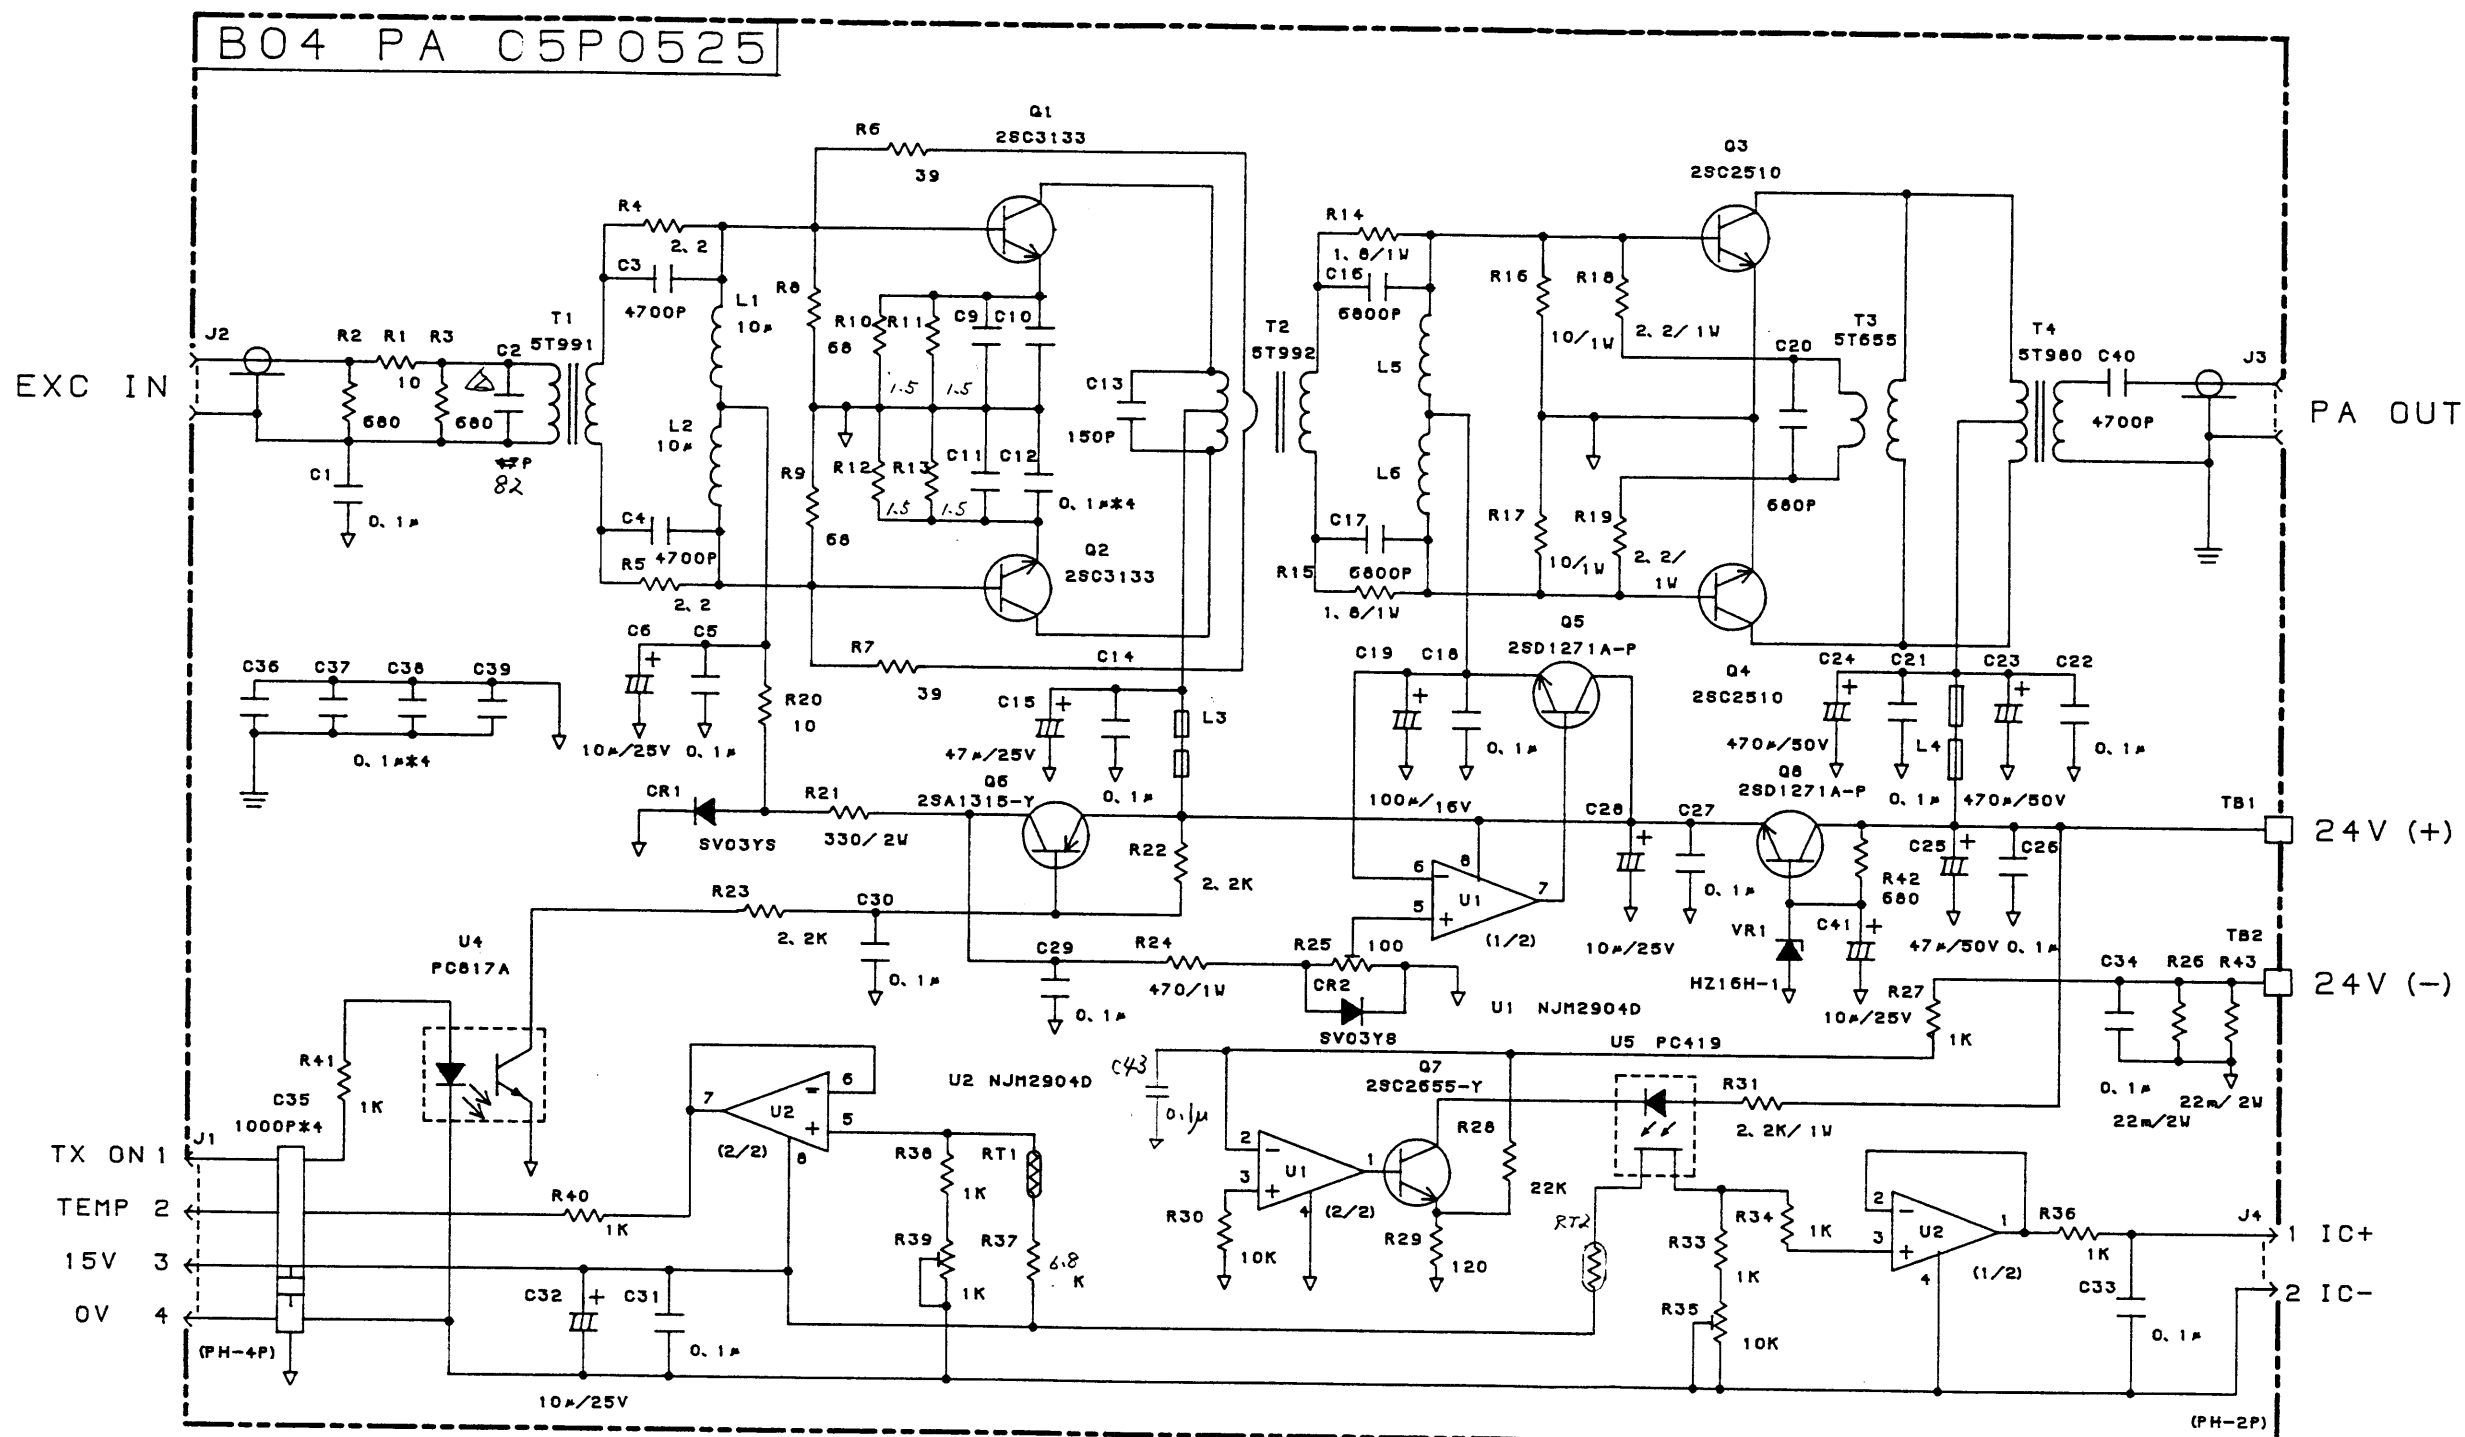 B04 PA C5P0525
Q1
2SC3133
R6
39
Q3
2SC2510
R4
2.2
C3
4700P
R14
1.8/1W
C16
6800P
J2
R2
R1
R3
C2
10
680
680
47P
82
C1
0.1μ
T1
5T991
L1
10μ
L2
10μ
R8
68
R10
R11
C9
C10
1.5
1.5
R9
68
R12
R13
C11
C12
1.5
1.5
0.1μ*4
C13
150P
T2
5T992
L5
L6
R16
10/1W
R18
2.2/1W
C20
680P
T3
5T655
T4
5T980
C40
4700P
J3
EXC IN
PA OUT
C4
4700P
R5
2.2
Q2
2SC3133
C17
6800P
R15
1.8/1W
R17
10/1W
R19
2.2/
1W
Q4
2SC2510
C36
C37
C38
C39
0.1μ*4
C6
10μ/25V
C5
0.1μ
R20
10
R7
39
C14
0.1μ
C15
47μ/25V
L3
C19
100μ/16V
C18
0.1μ
Q5
2SD1271A-P
C24
470μ/50V
C21
0.1μ
L4
C23
470μ/50V
C22
0.1μ
CR1
SV03YS
R21
330/2W
Q6
2SA1315-Y
R22
2.2K
6
5
8
7
U1
(1/2)
C28
10μ/25V
C27
0.1μ
Q8
2SD1271A-P
R42
680
VR1
HZ16H-1
C41
10μ/25V
C25
47μ/50V
C26
0.1μ
TB1
24V (+)
TB2
24V (-)
R23
2.2K
C30
0.1μ
C29
0.1μ
R24
470/1W
R25
100
CR2
SV03YS
U1 NJM2904D
U4
PC817A
R41
1K
C35
1000P*4
U2 NJM2904D
6
5
7
8
U2
(2/2)
C43
0.1μ
Q7
2SC2655-Y
U5 PC419
R31
2.2K/1W
R27
1K
C34
0.1μ
R26
22m/2W
R43
22m/2W
TX ON 1
J1
TEMP 2
15V 3
0V 4
(PH-4P)
R40
1K
R38
1K
R39
1K
RT1
R37
6.8
K
C32
10μ/25V
C31
0.1μ
2
3
1
4
U1
(2/2)
R30
10K
R28
22K
R29
120
RT2
R34
1K
R33
1K
R35
10K
2
3
1
4
U2
(1/2)
R36
1K
C33
0.1μ
J4
1 IC+
2 IC-
(PH-2P)